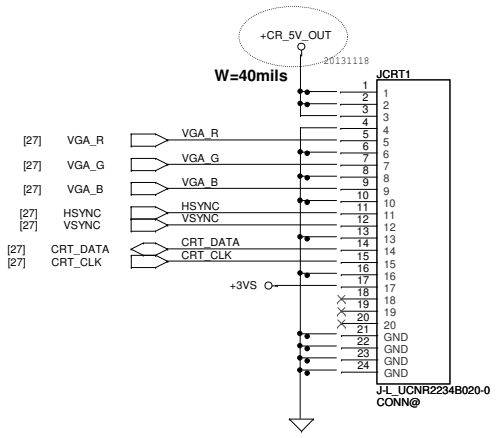 +CR_5V_OUT
20131118
W=40mils
JCRT1
1 1
2 2
3 3
4 4
[27] VGA_R VGA_R 5 5
6 6
[27] VGA_G VGA_G 7 7
8 8
[27] VGA_B VGA_B 9 9
10 10
[27] HSYNC HSYNC 11 11
[27] VSYNC VSYNC 12 12
13 13
[27] CRT_DATA CRT_DATA 14 14
[27] CRT_CLK CRT_CLK 15 15
16 16
+3VS 17 17
18 18
19 19
20 20
21 GND
22 GND
23 GND
24 GND
J-L_UCNR2234B020-0
CONN@